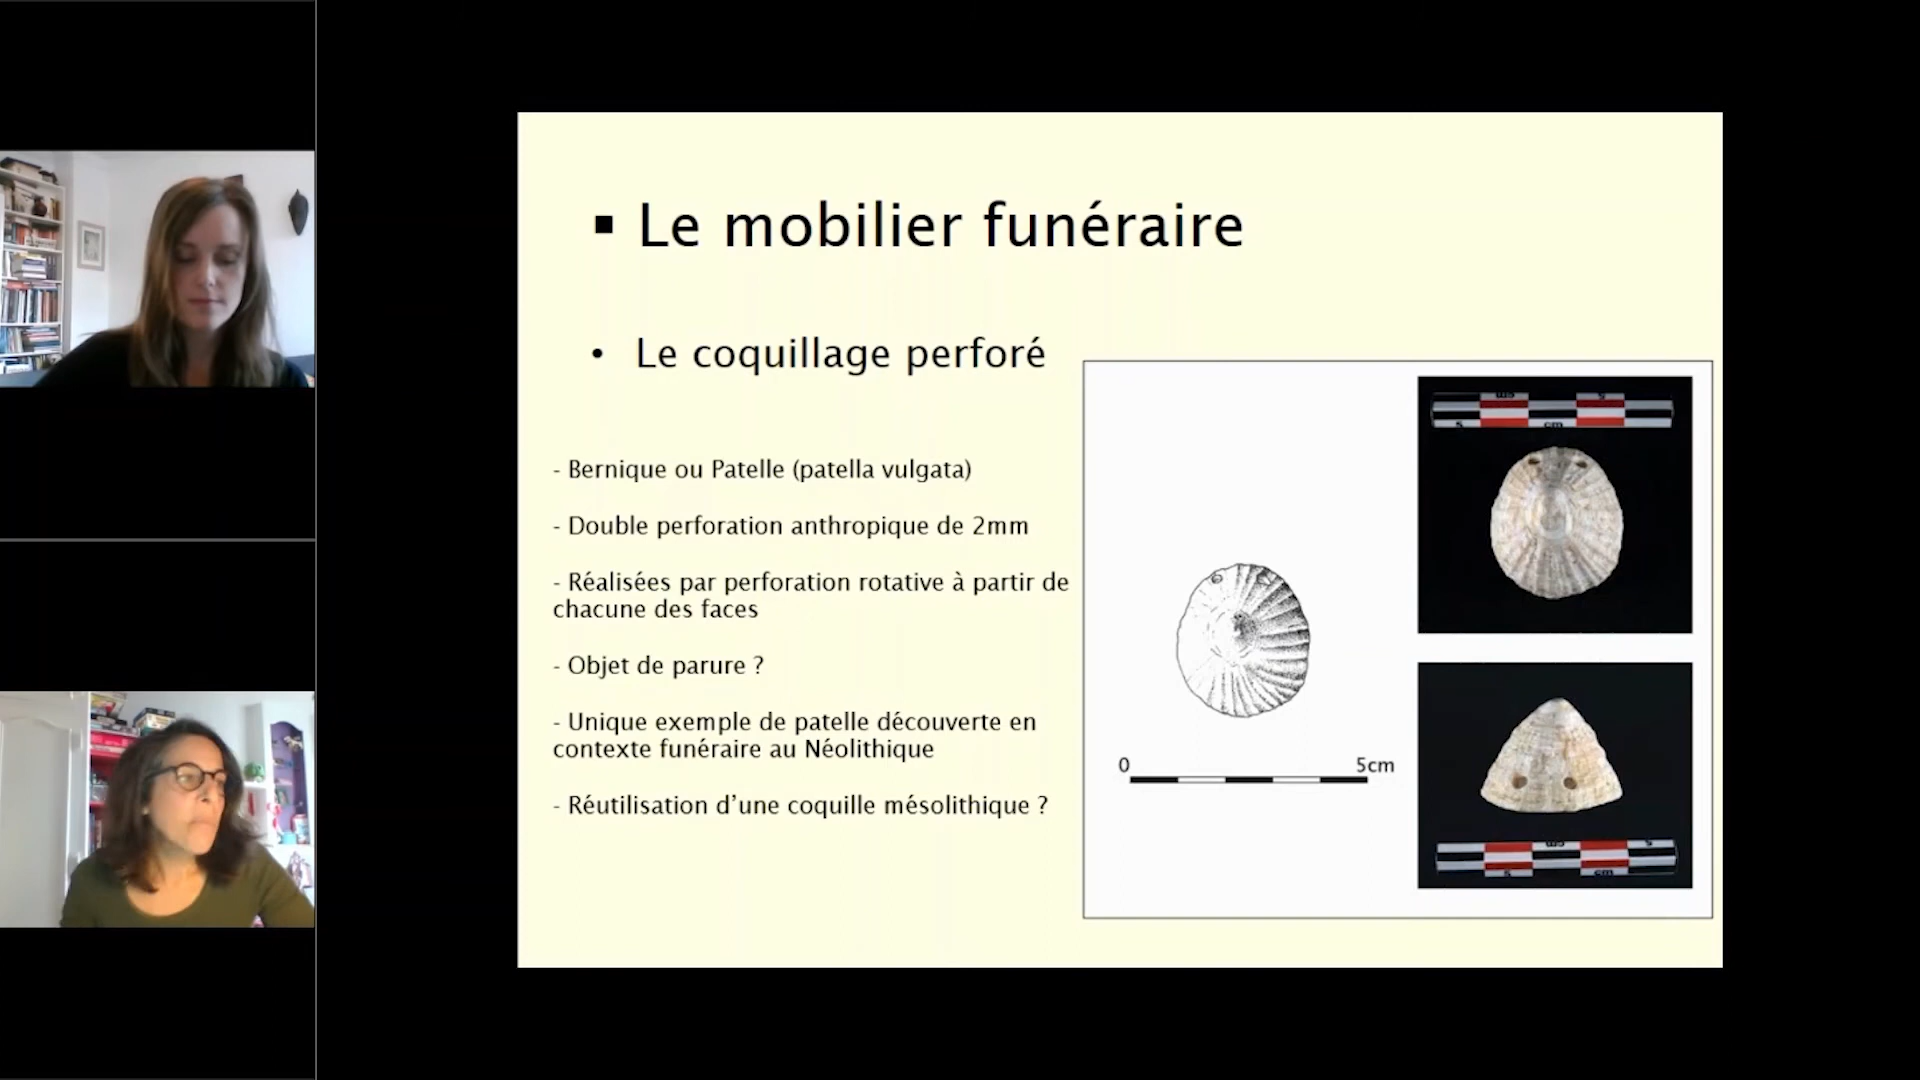 ▪ Le mobilier funéraire
• Le coquillage perforé
- Bernique ou Patelle (patella vulgata)
- Double perforation anthropique de 2mm
- Réalisées par perforation rotative à partir de
chacune des faces
- Objet de parure ?
- Unique exemple de patelle découverte en
contexte funéraire au Néolithique
- Réutilisation d’une coquille mésolithique ?
0 5cm
cm
cm